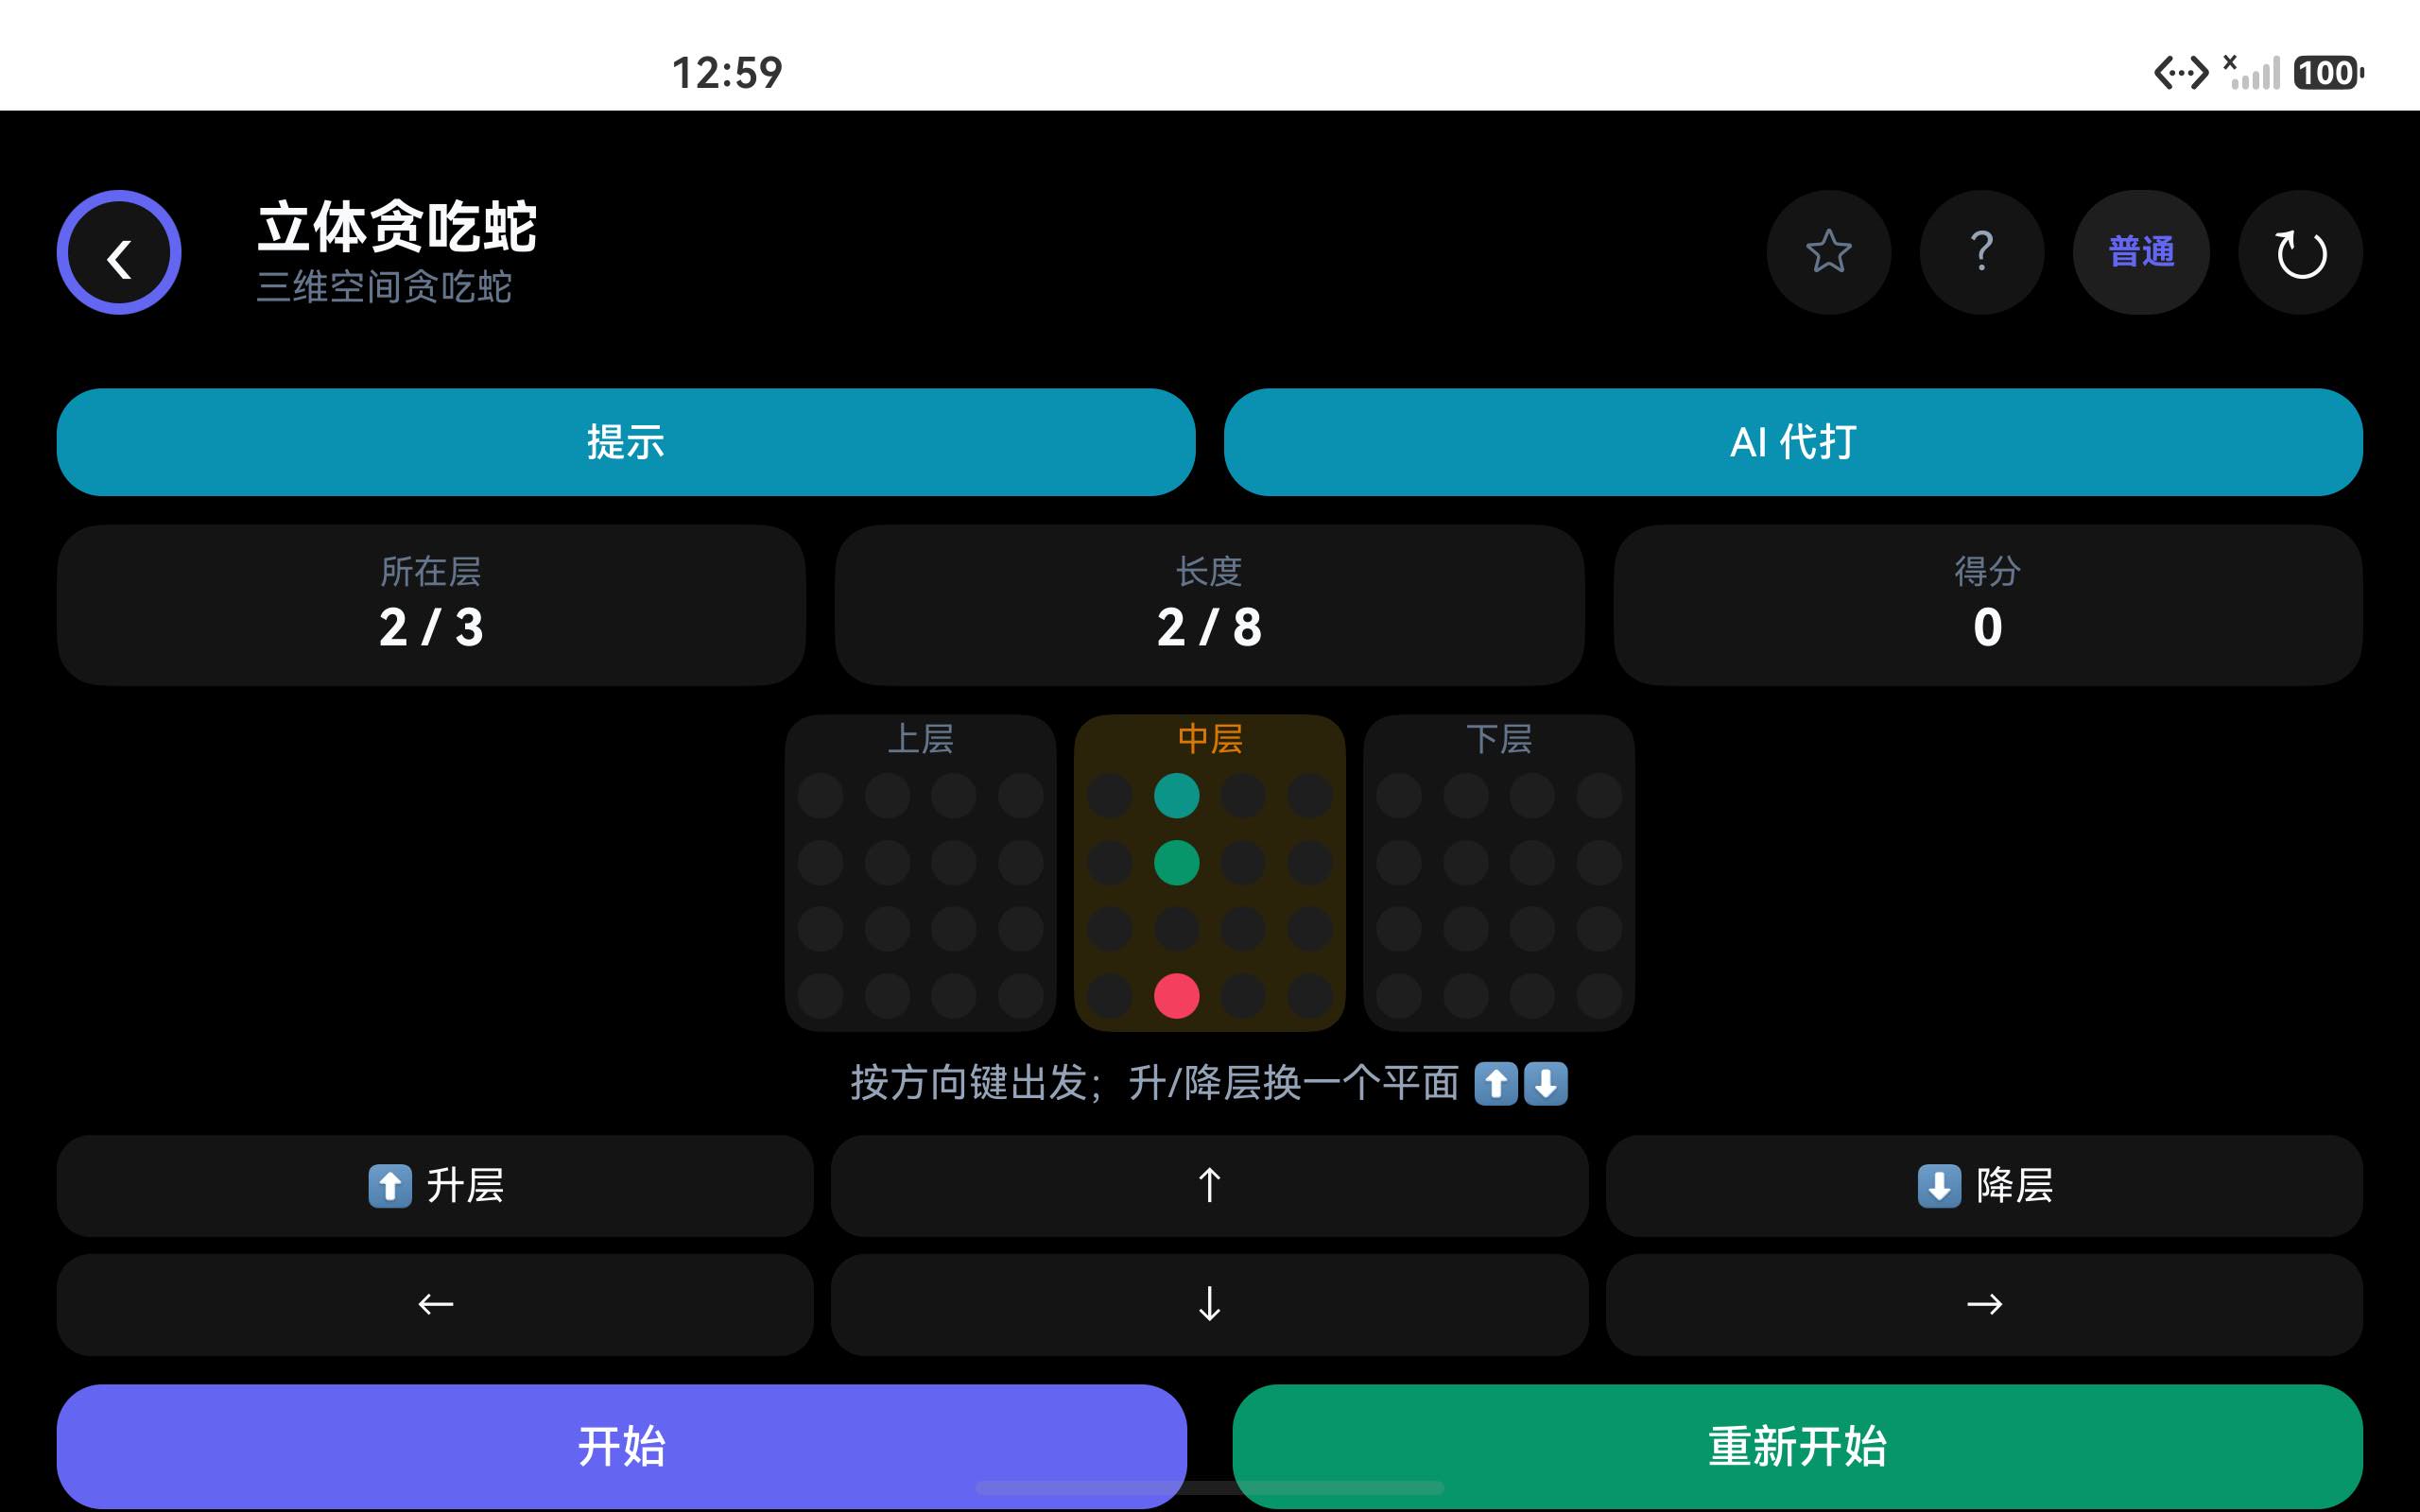 12:59
100
立体贪吃蛇
三维空间贪吃蛇
☆ ? 普通
提示 AI 代打
所在层 长度 得分
2 / 3 2 / 8 0
上层 中层 下层
按方向键出发；升/降层换一个平面 ⬆️⬇️
⬆️ 升层 ↑ ⬇️ 降层
← ↓ →
开始 重新开始